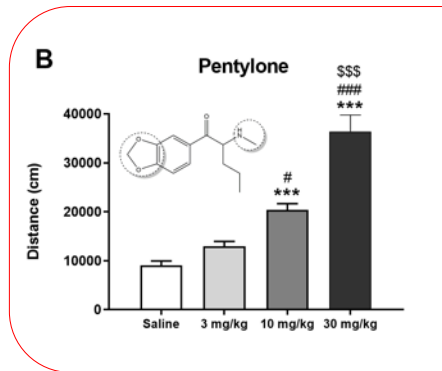 B
Pentylone
$$$
###
***
#
***
40000
30000
20000
10000
0
Distance (cm)
O
O
O
H
N
Saline
3 mg/kg
10 mg/kg
30 mg/kg